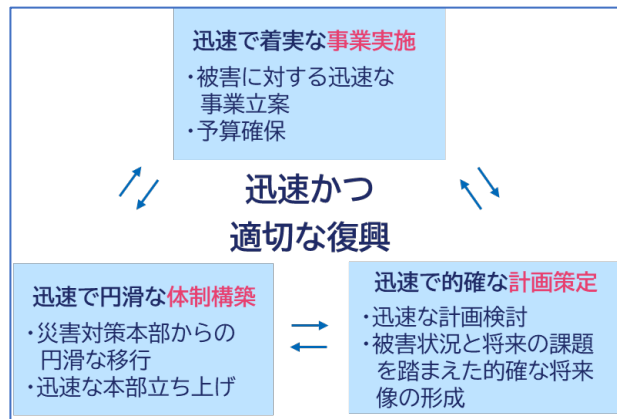 迅速で着実な事業実施
・被害に対する迅速な
事業立案
・予算確保
迅速かつ
適切な復興
迅速で円滑な体制構築
・災害対策本部からの
円滑な移行
・迅速な本部立ち上げ
迅速で的確な計画策定
・迅速な計画検討
・被害状況と将来の課題
を踏まえた的確な将来
像の形成